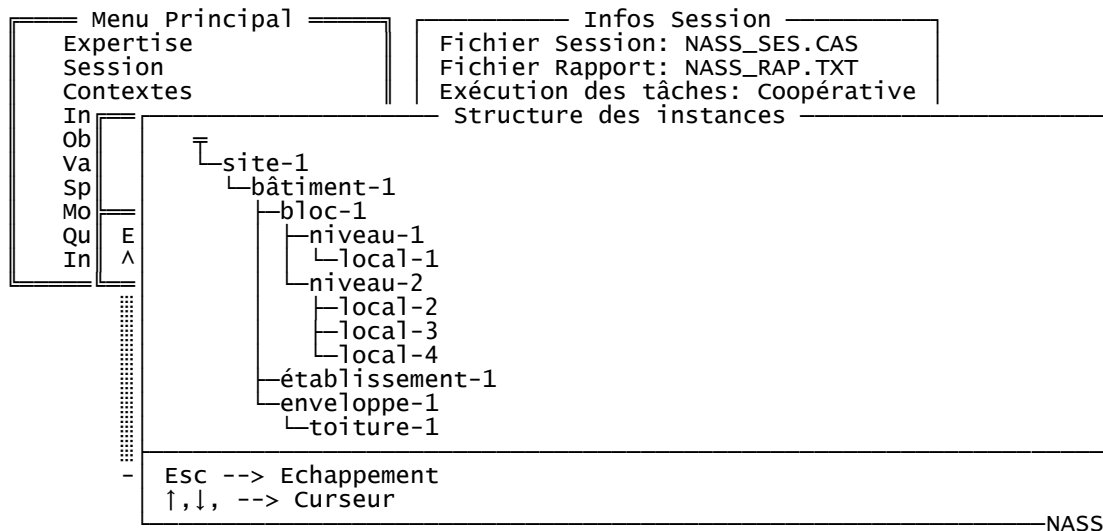 Menu Principal
Infos Session
Expertise
Fichier Session: NASS_SES.CAS
Session
Fichier Rapport: NASS_RAP.TXT
Contextes
Exécution des tâches: Coopérative
In
Structure des instances
Ob
Va
site-1
Sp
bâtiment-1
Mo
bloc-1
Qu E
niveau-1
In ^
local-1
niveau-2
local-2
local-3
local-4
établissement-1
enveloppe-1
toiture-1
- Esc --> Echappement
↑,↓, --> Curseur
NASS